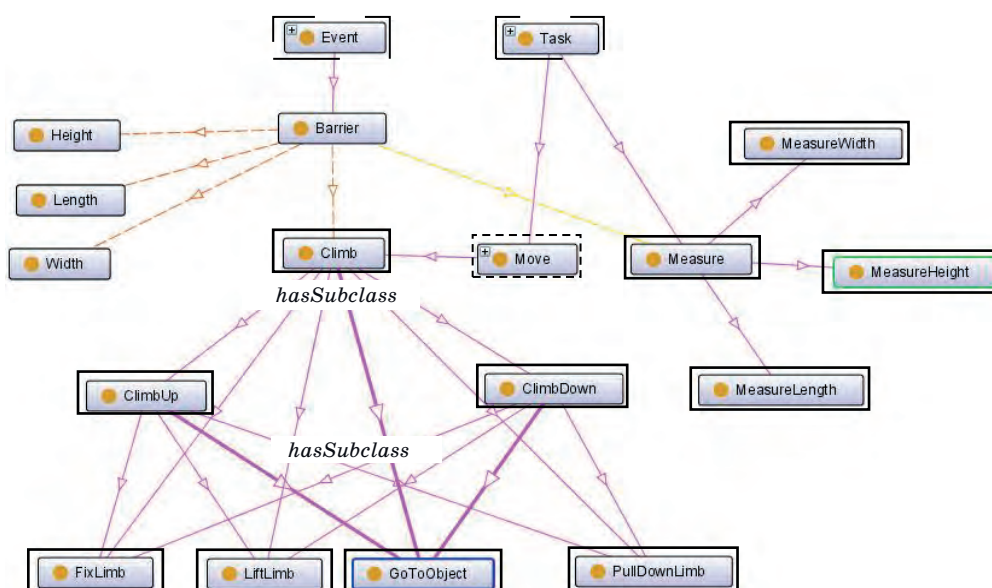 Event
Task
Barrier
Height
MeasureWidth
Length
Width
Climb
Move
Measure
MeasureHeight
hasSubclass
ClimbUp
ClimbDown
MeasureLength
hasSubclass
FixLimb
LiftLimb
GoToObject
PullDownLimb